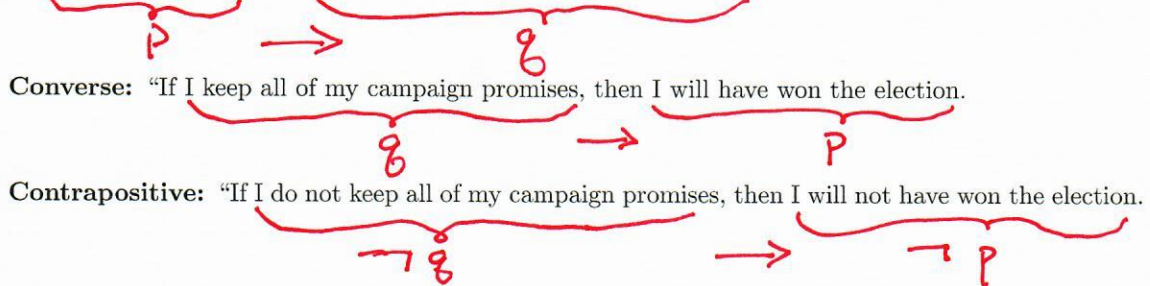 p → q
Converse: “If I keep all of my campaign promises, then I will have won the election.
q → p
Contrapositive: “If I do not keep all of my campaign promises, then I will not have won the election.
¬q → ¬p